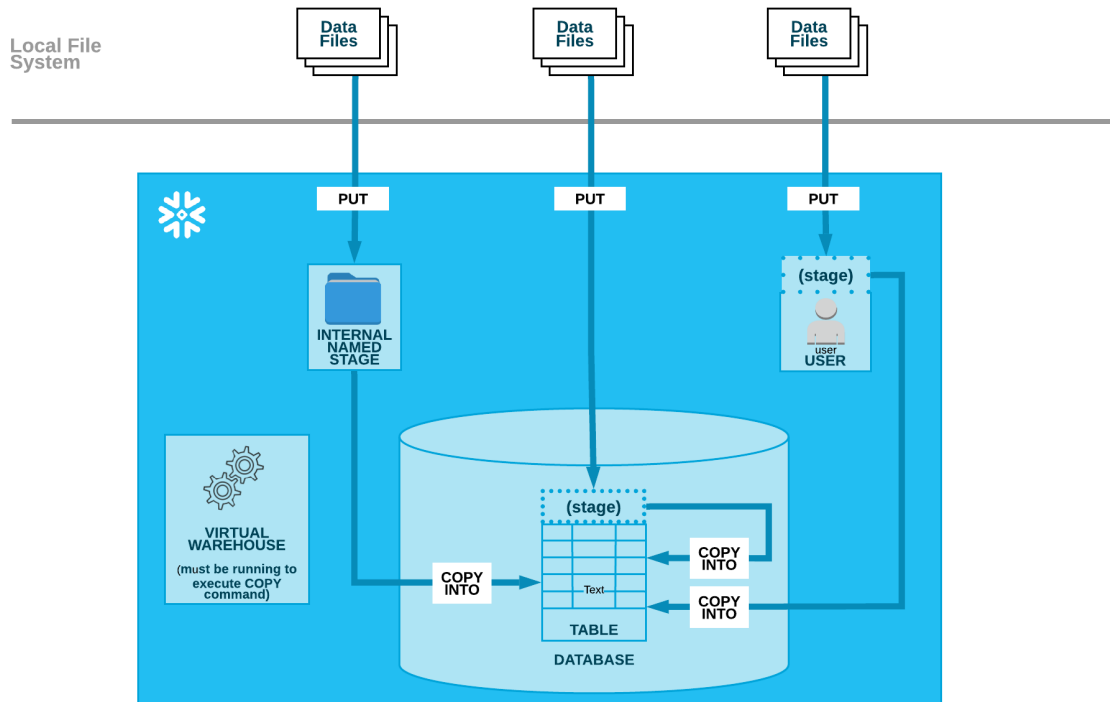 Data
Files
Data
Files
Data
Files
Local File
System
PUT
PUT
PUT
INTERNAL
NAMED
STAGE
(stage)
user
USER
VIRTUAL
WAREHOUSE
(must be running to
execute COPY
command)
(stage)
COPY
INTO
COPY
INTO
Text
COPY
INTO
TABLE
DATABASE